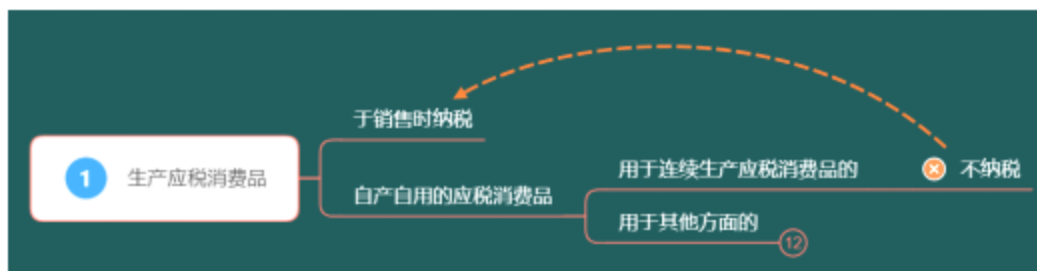 于销售时纳税
1 生产应税消费品
用于连续生产应税消费品的 不纳税
自产自用的应税消费品
用于其他方面的
12